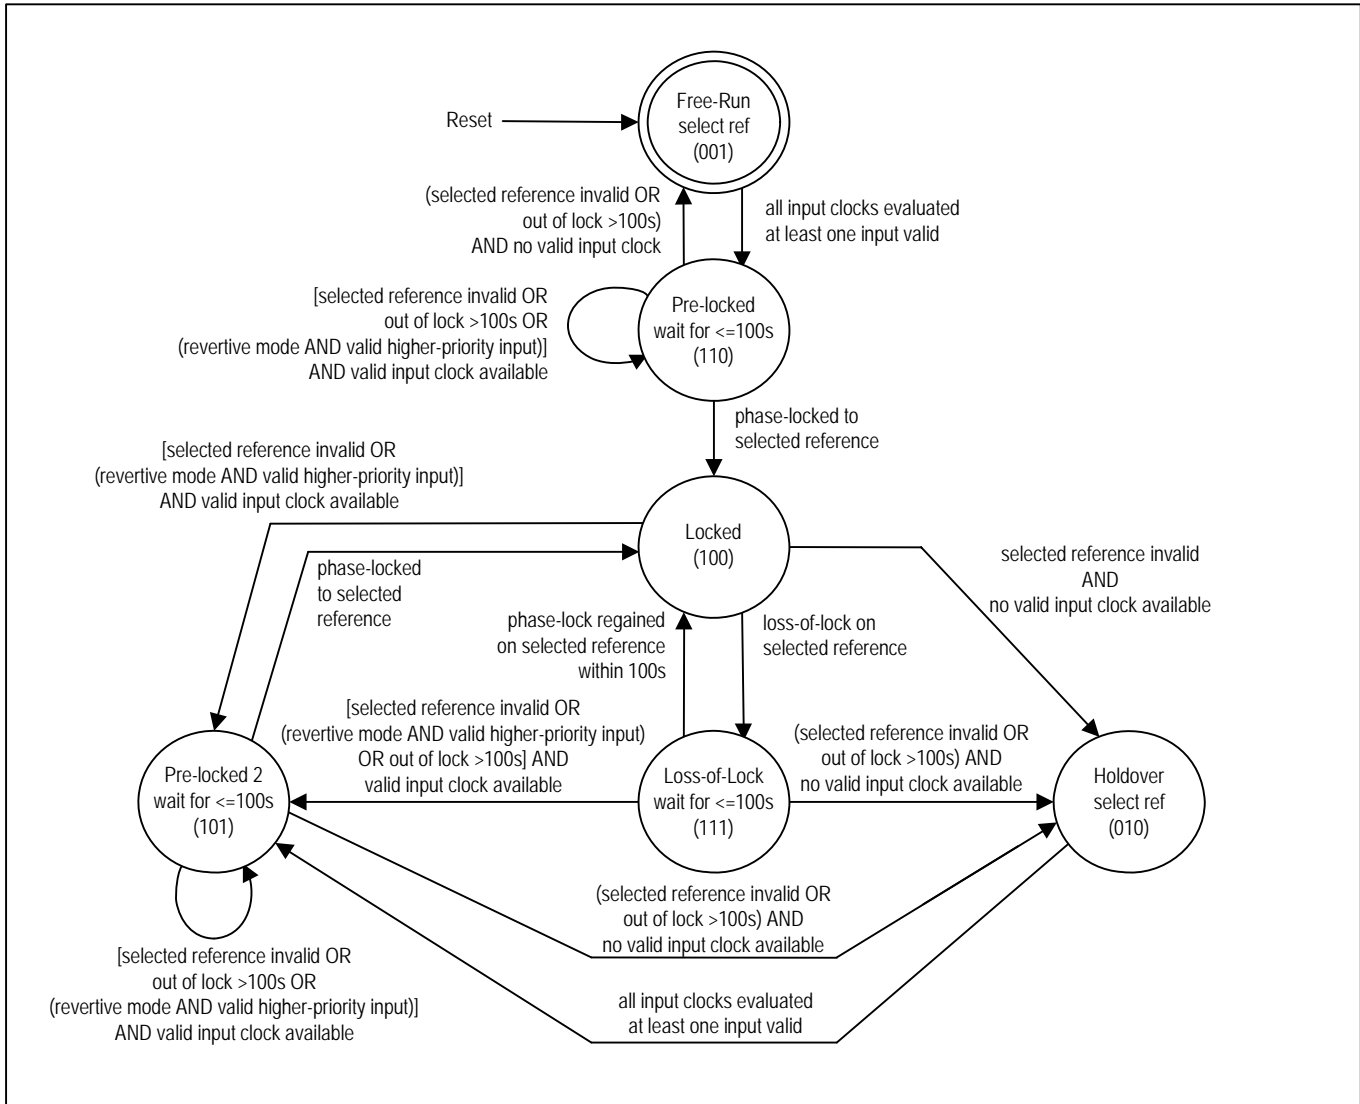 Free-Run
select ref
(001)
Reset
(selected reference invalid OR
out of lock >100s)
AND no valid input clock
all input clocks evaluated
at least one input valid
[selected reference invalid OR
out of lock >100s OR
(revertive mode AND valid higher-priority input)]
AND valid input clock available
Pre-locked
wait for <=100s
(110)
phase-locked to
selected reference
[selected reference invalid OR
(revertive mode AND valid higher-priority input)]
AND valid input clock available
Locked
(100)
phase-locked
to selected
reference
selected reference invalid
AND
no valid input clock available
phase-lock regained
on selected reference
within 100s
loss-of-lock on
selected reference
[selected reference invalid OR
(revertive mode AND valid higher-priority input)
OR out of lock >100s] AND
valid input clock available
(selected reference invalid OR
out of lock >100s) AND
no valid input clock available
Pre-locked 2
wait for <=100s
(101)
Loss-of-Lock
wait for <=100s
(111)
Holdover
select ref
(010)
(selected reference invalid OR
out of lock >100s) AND
no valid input clock available
[selected reference invalid OR
out of lock >100s OR
(revertive mode AND valid higher-priority input)]
AND valid input clock available
all input clocks evaluated
at least one input valid